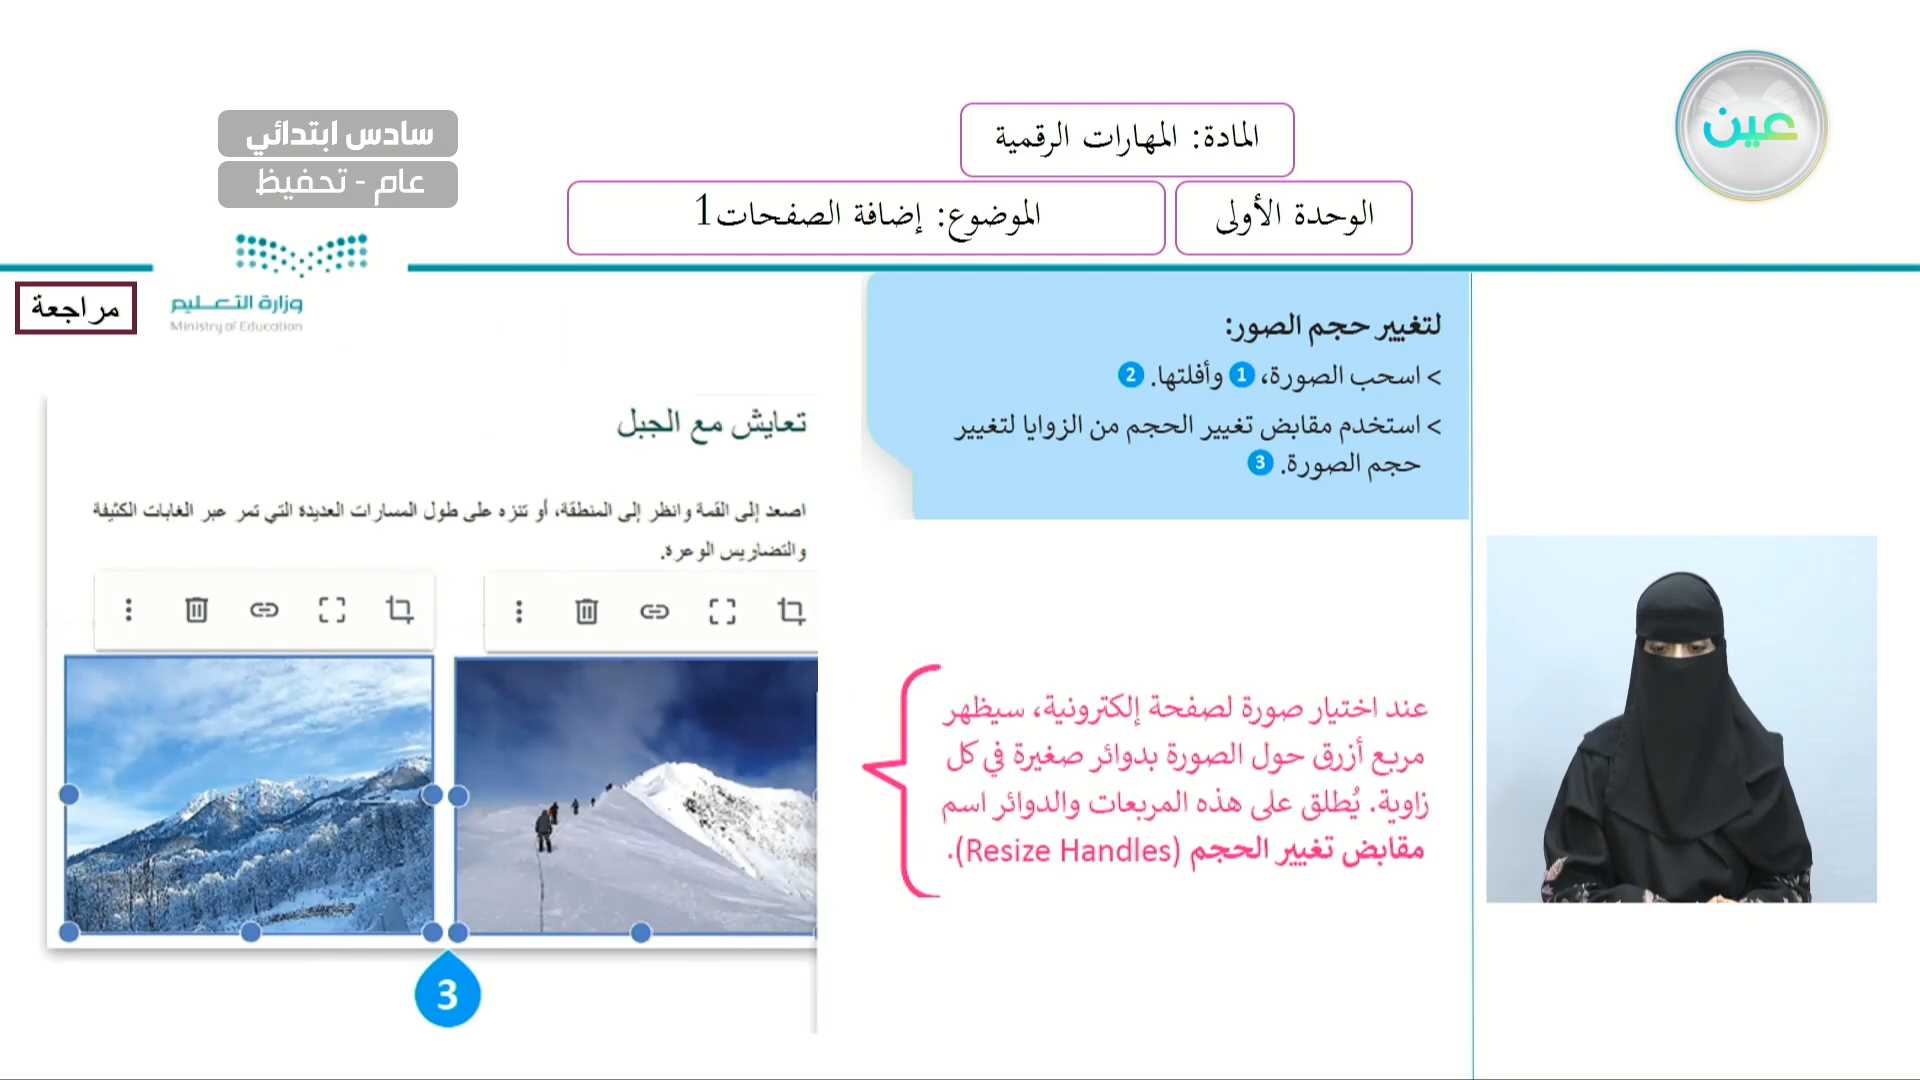 عين
سادس ابتدائي
عام - تحفيظ
المادة: المهارات الرقمية
الوحدة الأولى
الموضوع: إضافة الصفحات1
وزارة التعليم
Ministry of Education
مراجعة
لتغيير حجم الصور:
> اسحب الصورة، 1 وأفلتها. 2
> استخدم مقابض تغيير الحجم من الزوايا لتغيير
حجم الصورة. 3
تعايش مع الجبل
اصعد إلى القمة وانظر إلى المنطقة، أو تنزه على طول المسارات العديدة التي تمر عبر الغابات الكثيفة
والتضاريس الوعرة.
عند اختيار صورة لصفحة إلكترونية، سيظهر
مربع أزرق حول الصورة بدوائر صغيرة في كل
زاوية. يُطلق على هذه المربعات والدوائر اسم
مقابض تغيير الحجم (Resize Handles).
3